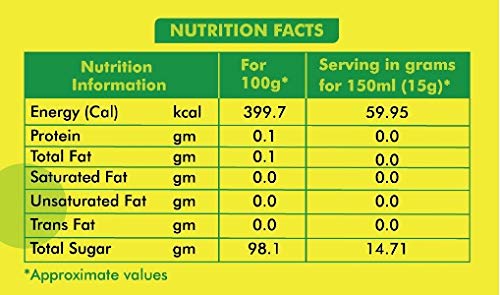 NUTRITION FACTS
Nutrition Information For 100g* Serving in grams for 150ml (15g)*
Energy (Cal) kcal 399.7 59.95
Protein gm 0.1 0.0
Total Fat gm 0.1 0.0
Saturated Fat gm 0.0 0.0
Unsaturated Fat gm 0.0 0.0
Trans Fat gm 0.0 0.0
Total Sugar gm 98.1 14.71
*Approximate values